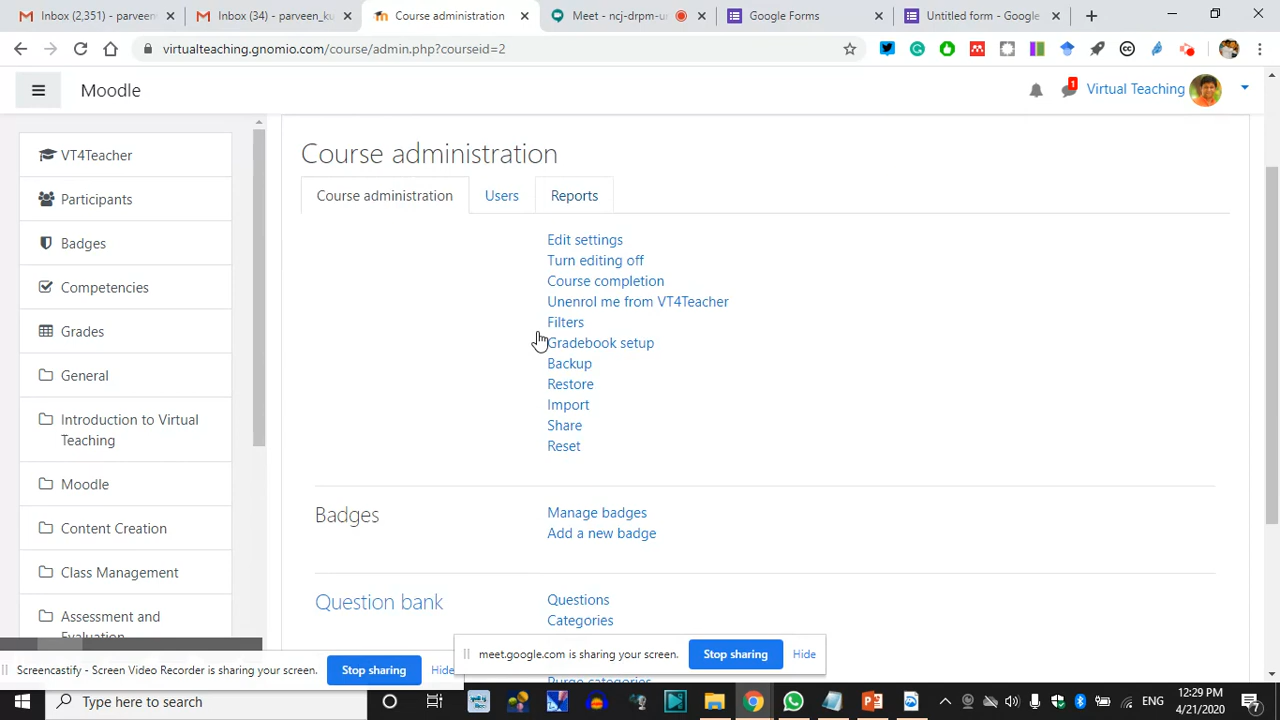 Inbox (2,351) - parveen
Inbox (34) - parveen_ku
Course administration
Meet - ncj-drpm-u
Google Forms
Untitled form - Google
virtualteaching.gnomio.com/course/admin.php?courseid=2
Moodle
1
Virtual Teaching
VT4Teacher
Participants
Badges
Competencies
Grades
General
Introduction to Virtual
Teaching
Moodle
Content Creation
Class Management
Assessment and
Evaluation
Course administration
Course administration
Users
Reports
Edit settings
Turn editing off
Course completion
Unenrol me from VT4Teacher
Filters
Gradebook setup
Backup
Restore
Import
Share
Reset
Badges
Manage badges
Add a new badge
Question bank
Questions
Categories
Purge categories
Screencastify - Screen Video Recorder is sharing your screen.
Stop sharing
Hide
meet.google.com is sharing your screen.
Stop sharing
Hide
Type here to search
ENG
12:29 PM
4/21/2020
7